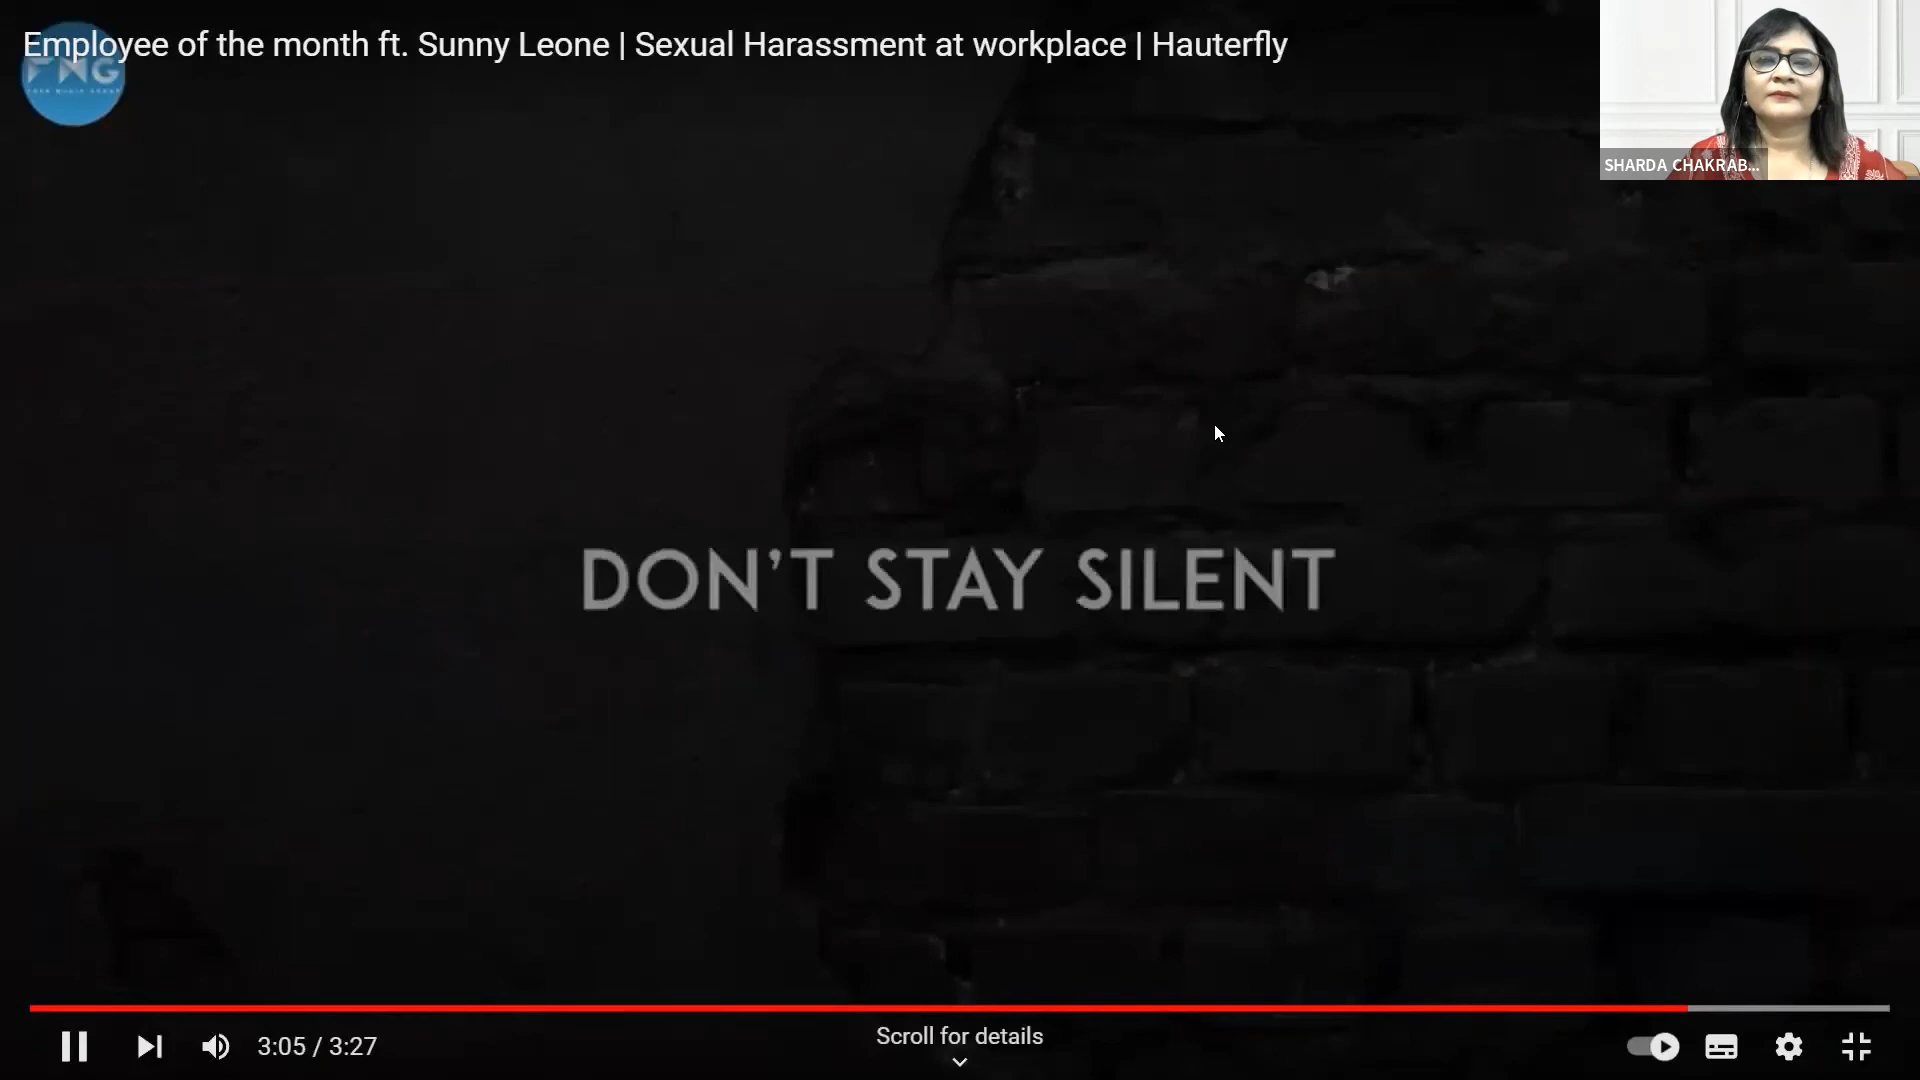 Employee of the month ft. Sunny Leone | Sexual Harassment at workplace | Hauterfly
FNG
SHARDA CHAKRAB...
DON'T STAY SILENT
3:05 / 3:27
Scroll for details